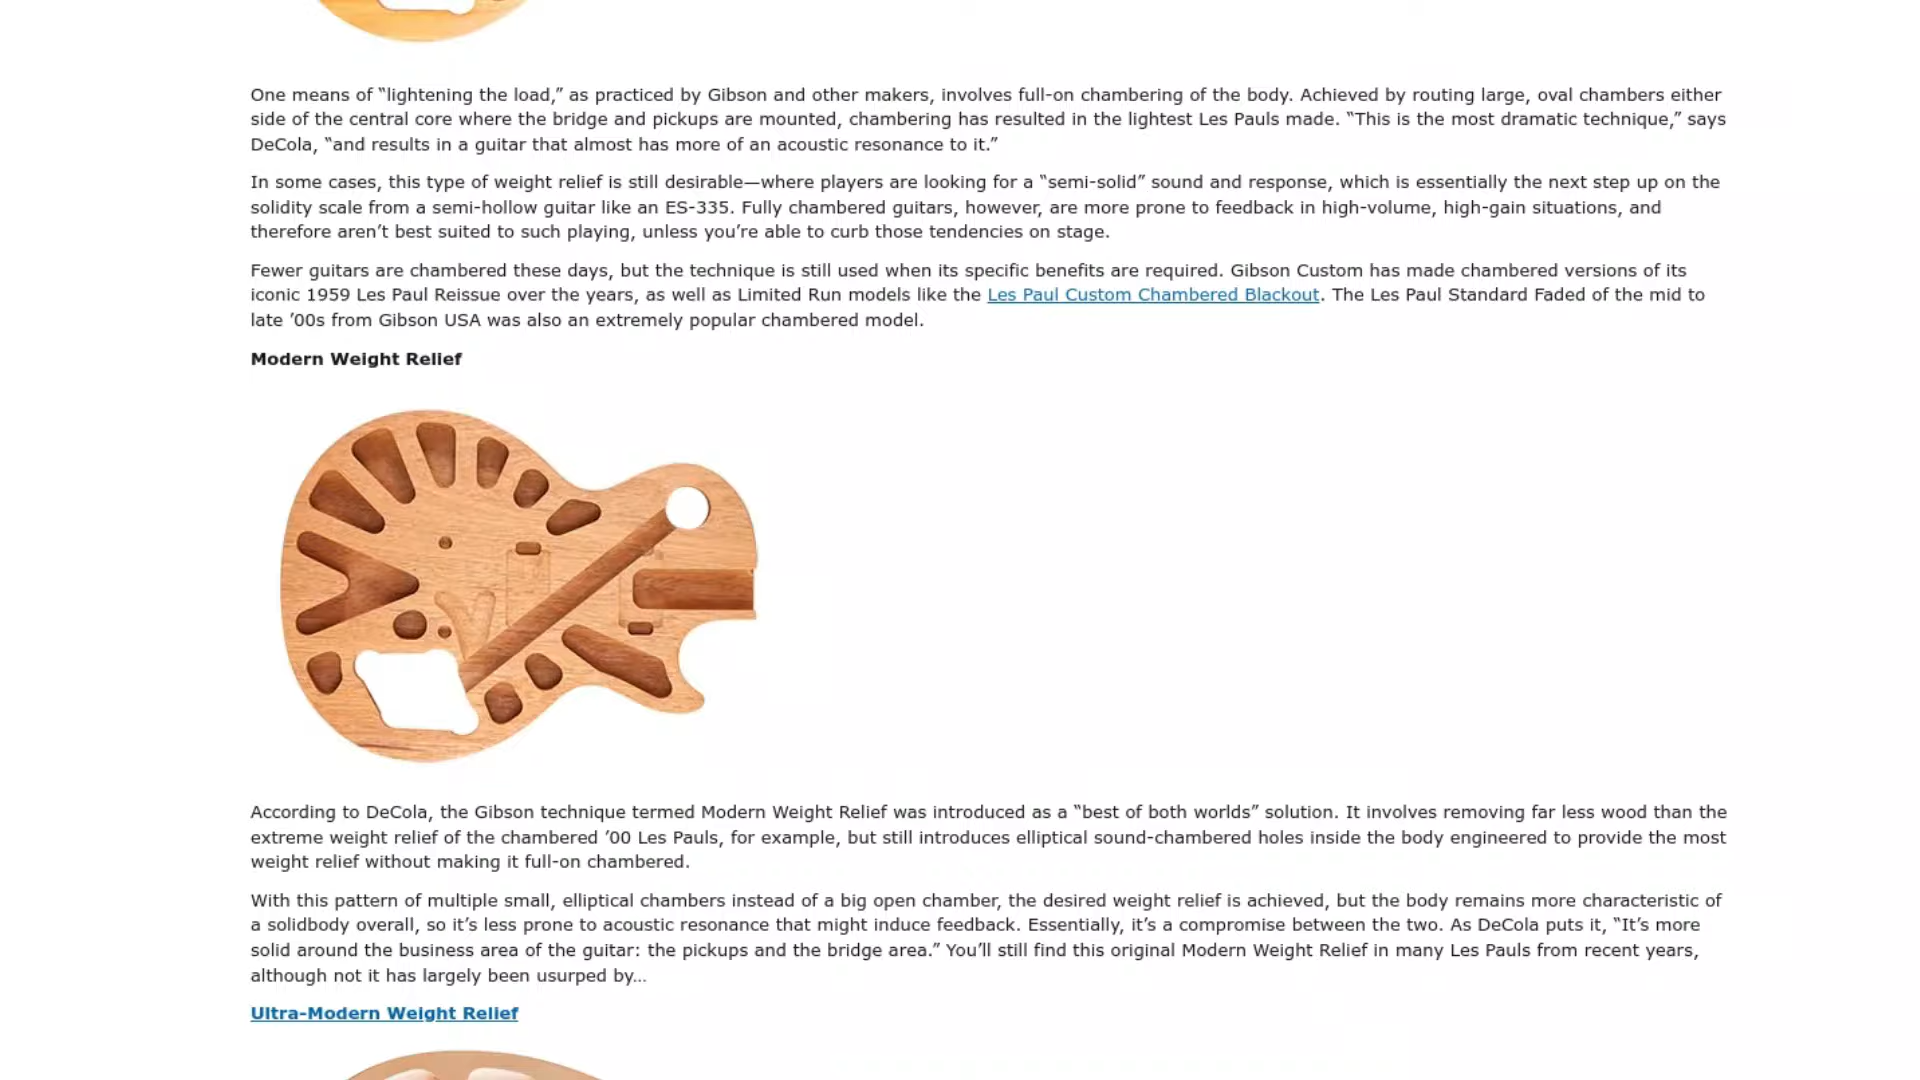 One means of “lightening the load,” as practiced by Gibson and other makers, involves full-on chambering of the body. Achieved by routing large, oval chambers either
side of the central core where the bridge and pickups are mounted, chambering has resulted in the lightest Les Pauls made. “This is the most dramatic technique,” says
DeCola, “and results in a guitar that almost has more of an acoustic resonance to it.”
In some cases, this type of weight relief is still desirable—where players are looking for a “semi-solid” sound and response, which is essentially the next step up on the
solidity scale from a semi-hollow guitar like an ES-335. Fully chambered guitars, however, are more prone to feedback in high-volume, high-gain situations, and
therefore aren’t best suited to such playing, unless you’re able to curb those tendencies on stage.
Fewer guitars are chambered these days, but the technique is still used when its specific benefits are required. Gibson Custom has made chambered versions of its
iconic 1959 Les Paul Reissue over the years, as well as Limited Run models like the Les Paul Custom Chambered Blackout. The Les Paul Standard Faded of the mid to
late ’00s from Gibson USA was also an extremely popular chambered model.
Modern Weight Relief
According to DeCola, the Gibson technique termed Modern Weight Relief was introduced as a “best of both worlds” solution. It involves removing far less wood than the
extreme weight relief of the chambered ’00 Les Pauls, for example, but still introduces elliptical sound-chambered holes inside the body engineered to provide the most
weight relief without making it full-on chambered.
With this pattern of multiple small, elliptical chambers instead of a big open chamber, the desired weight relief is achieved, but the body remains more characteristic of
a solidbody overall, so it’s less prone to acoustic resonance that might induce feedback. Essentially, it’s a compromise between the two. As DeCola puts it, “It’s more
solid around the business area of the guitar: the pickups and the bridge area.” You’ll still find this original Modern Weight Relief in many Les Pauls from recent years,
although not it has largely been usurped by…
Ultra-Modern Weight Relief